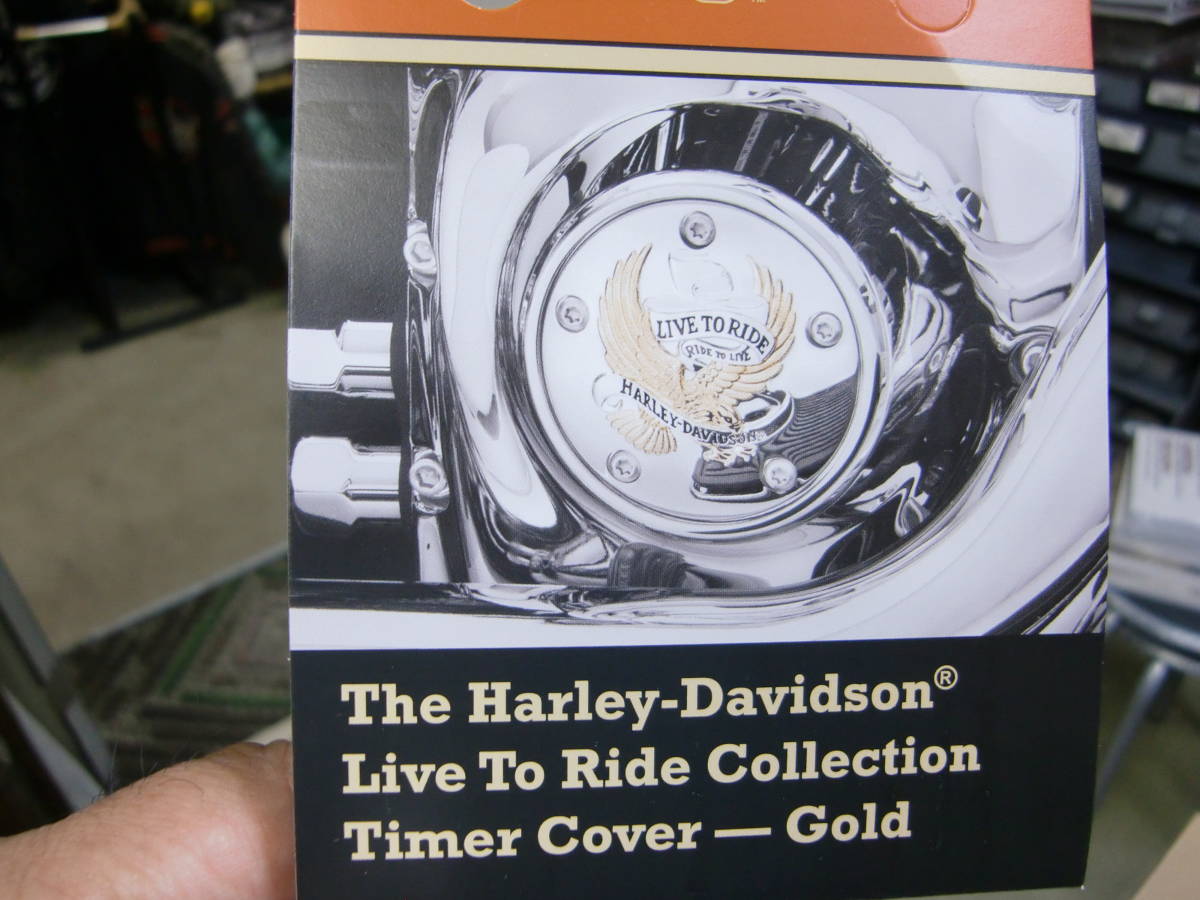 LIVE TO RIDE
RIDE TO LIVE
HARLEY-DAVIDSON
The Harley-Davidson®
Live To Ride Collection
Timer Cover — Gold